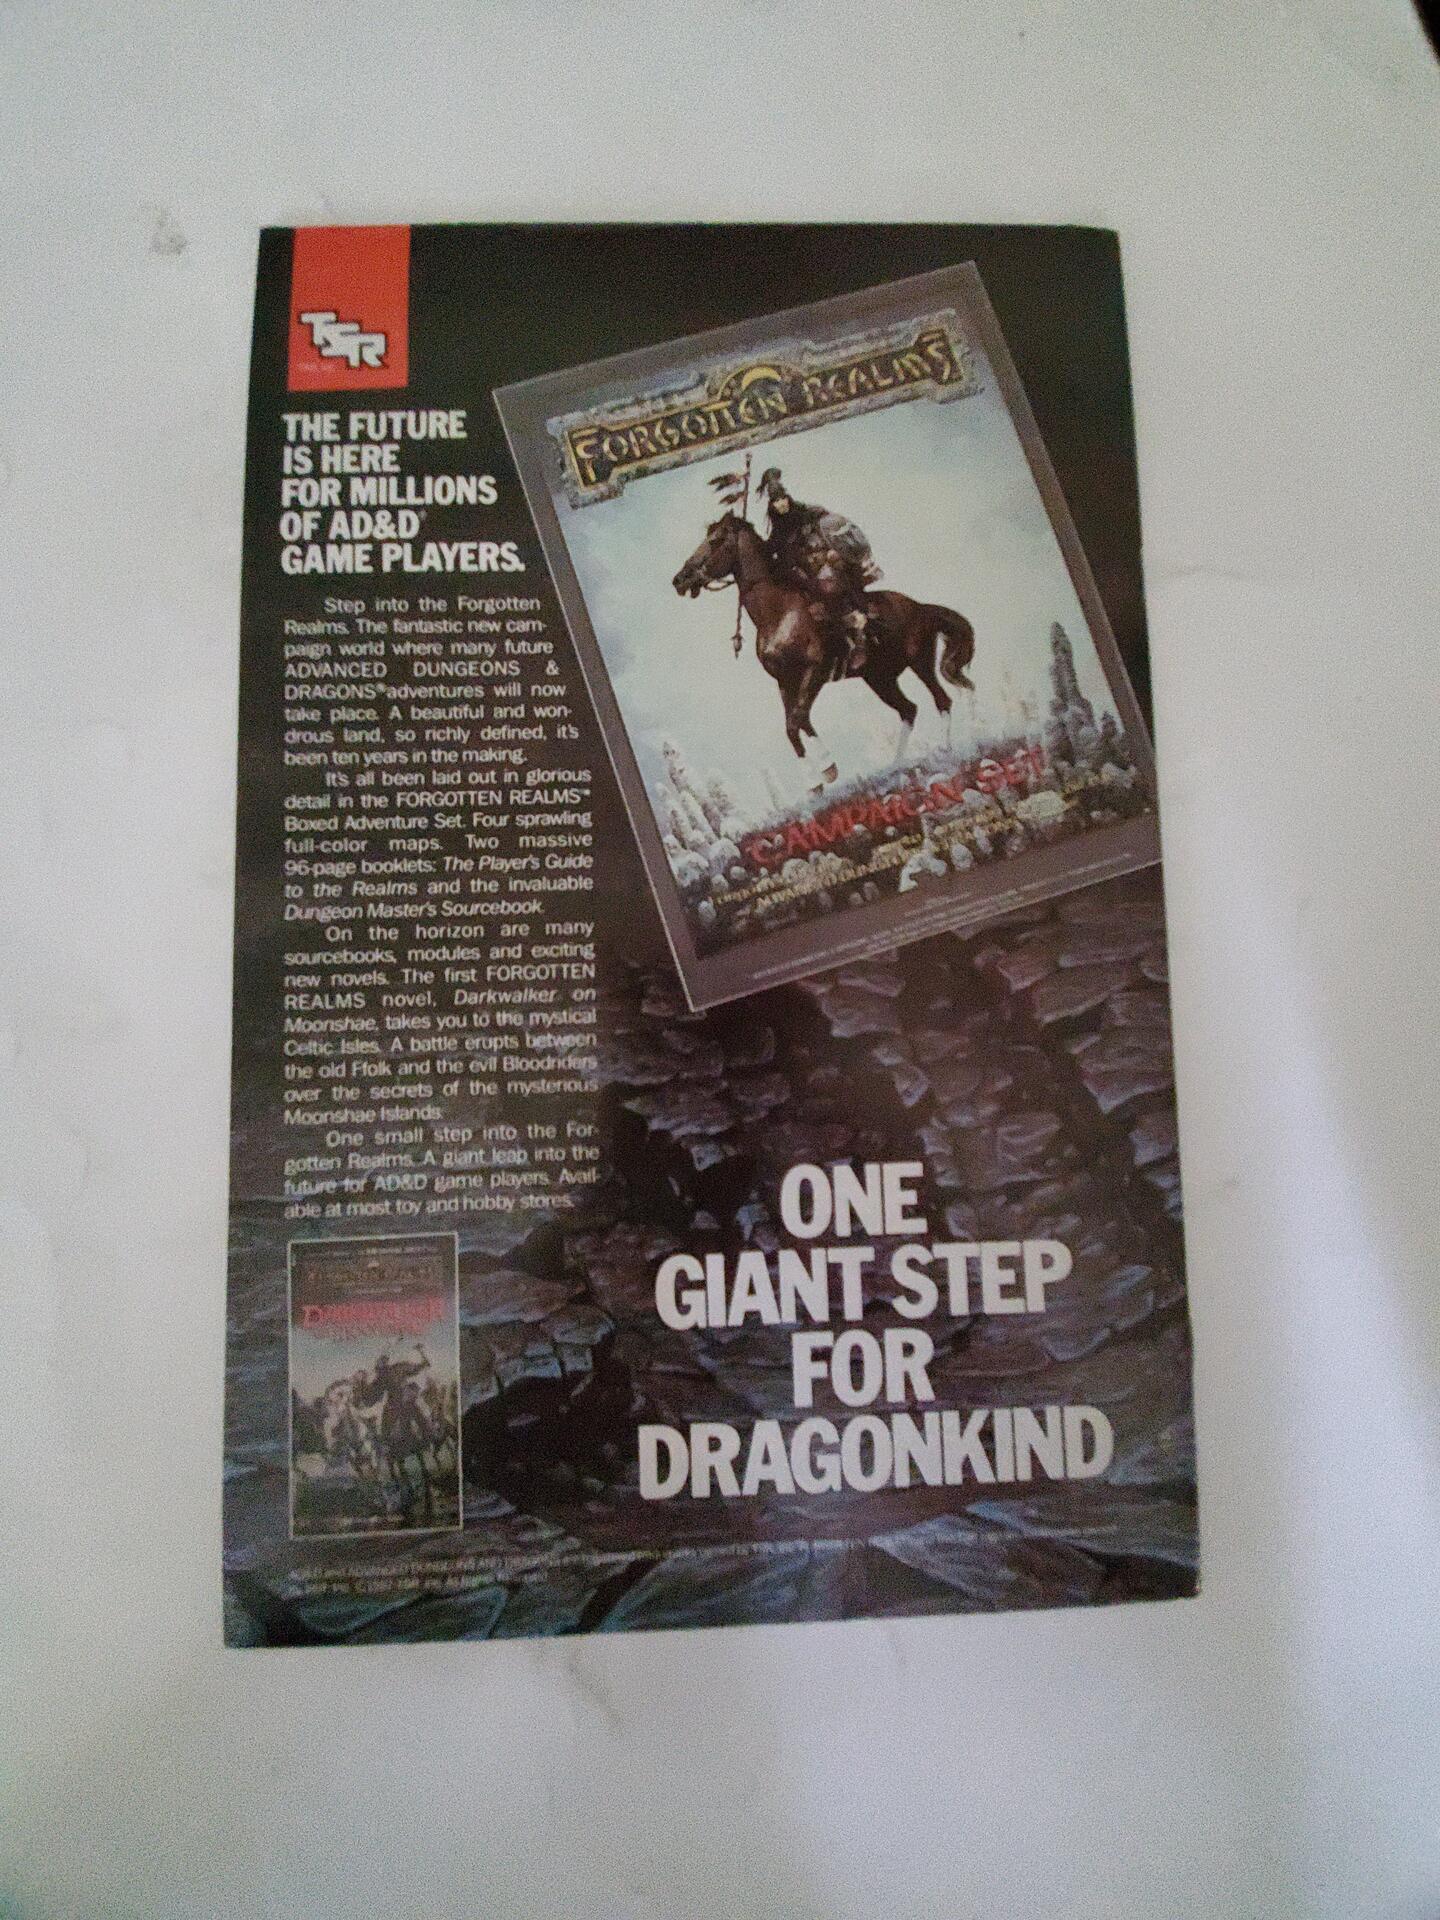 TSR
THE FUTURE
IS HERE
FOR MILLIONS
OF AD&D®
GAME PLAYERS.
Step into the Forgotten
Realms. The fantastic new cam-
paign world where many future
ADVANCED DUNGEONS &
DRAGONS® adventures will now
take place. A beautiful and won-
drous land, so richly defined, it's
been ten years in the making.
It's all been laid out in glorious
detail in the FORGOTTEN REALMS™
Boxed Adventure Set. Four sprawling
full-color maps. Two massive
96-page booklets: The Player's Guide
to the Realms and the invaluable
Dungeon Master's Sourcebook.
On the horizon are many
sourcebooks, modules and exciting
new novels. The first FORGOTTEN
REALMS novel, Darkwalker on
Moonshae, takes you to the mystical
Celtic Isles. A battle erupts between
the old Ffolk and the evil Bloodriders
over the secrets of the mysterious
Moonshae Islands.
One small step into the For-
gotten Realms. A giant leap into the
future for AD&D game players. Avail-
able at most toy and hobby stores.
FORGOTTEN REALMS
CAMPAIGN SET
ONE
GIANT STEP
FOR
DRAGONKIND
FORGOTTEN REALMS
DARKWALKER